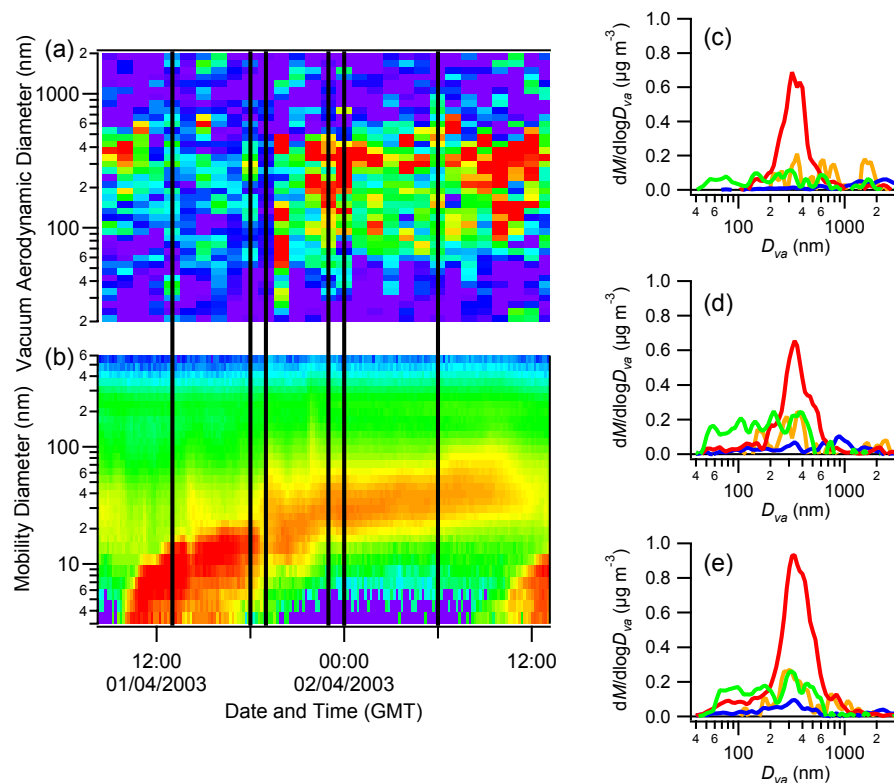 (a)
Vacuum Aerodynamic Diameter (nm)
2
1000
6
4
2
100
6
4
2
(b)
Mobility Diameter (nm)
6
4
2
100
6
4
2
10
6
4
12:00
01/04/2003
00:00
02/04/2003
12:00
Date and Time (GMT)
(c)
dM/dlogDva (µg m⁻³)
1.0
0.8
0.6
0.4
0.2
0.0
4 6 100 2 4 6 1000 2
Dva (nm)
(d)
dM/dlogDva (µg m⁻³)
1.0
0.8
0.6
0.4
0.2
0.0
4 6 100 2 4 6 1000 2
Dva (nm)
(e)
dM/dlogDva (µg m⁻³)
1.0
0.8
0.6
0.4
0.2
0.0
4 6 100 2 4 6 1000 2
Dva (nm)